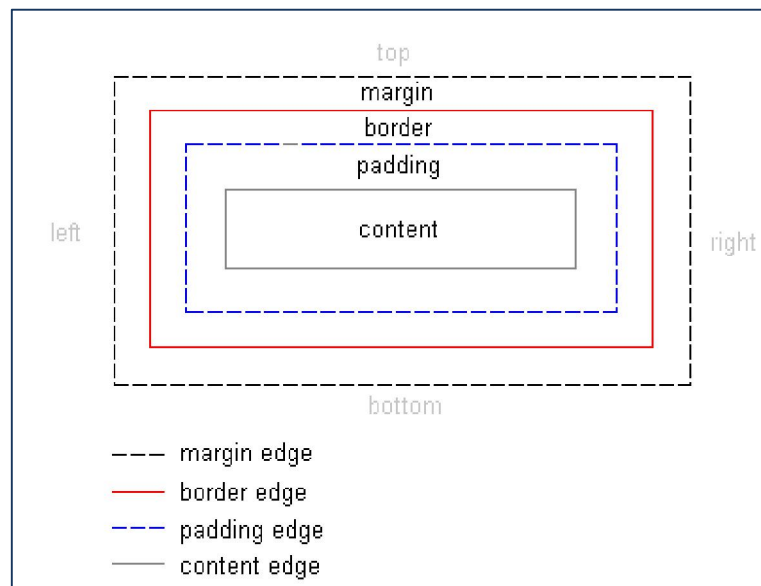 top
margin
border
padding
left
content
right
bottom
margin edge
border edge
padding edge
content edge